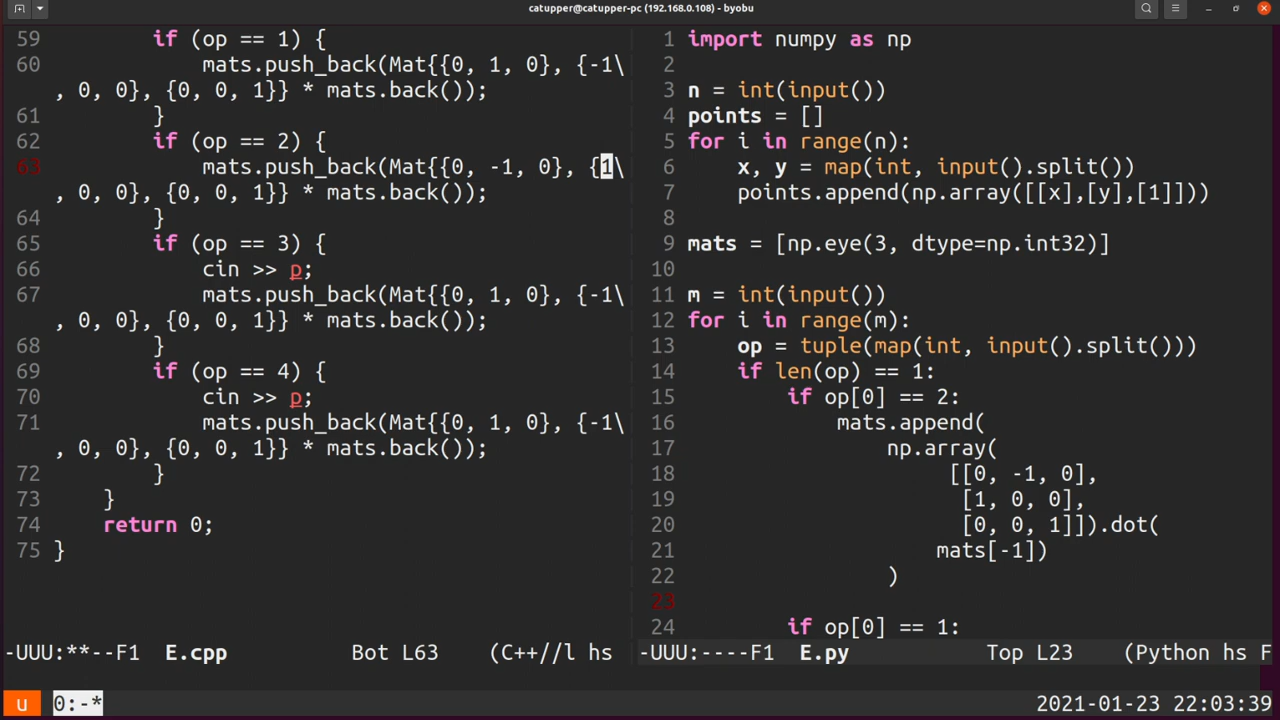 catupper@catupper-pc (192.168.0.108) - byobu
59 if (op == 1) {
60 mats.push_back(Mat{{0, 1, 0}, {-1\
, 0, 0}, {0, 0, 1}} * mats.back());
61 }
62 if (op == 2) {
63 mats.push_back(Mat{{0, -1, 0}, {1\
, 0, 0}, {0, 0, 1}} * mats.back());
64 }
65 if (op == 3) {
66 cin >> p;
67 mats.push_back(Mat{{0, 1, 0}, {-1\
, 0, 0}, {0, 0, 1}} * mats.back());
68 }
69 if (op == 4) {
70 cin >> p;
71 mats.push_back(Mat{{0, 1, 0}, {-1\
, 0, 0}, {0, 0, 1}} * mats.back());
72 }
73 }
74 return 0;
75 }
-UUU:**--F1 E.cpp Bot L63 (C++//l hs
1 import numpy as np
2
3 n = int(input())
4 points = []
5 for i in range(n):
6 x, y = map(int, input().split())
7 points.append(np.array([[x],[y],[1]]))
8
9 mats = [np.eye(3, dtype=np.int32)]
10
11 m = int(input())
12 for i in range(m):
13 op = tuple(map(int, input().split()))
14 if len(op) == 1:
15 if op[0] == 2:
16 mats.append(
17 np.array(
18 [[0, -1, 0],
19 [1, 0, 0],
20 [0, 0, 1]]).dot(
21 mats[-1])
22 )
23
24 if op[0] == 1:
-UUU:----F1 E.py Top L23 (Python hs F
u 0:-* 2021-01-23 22:03:39